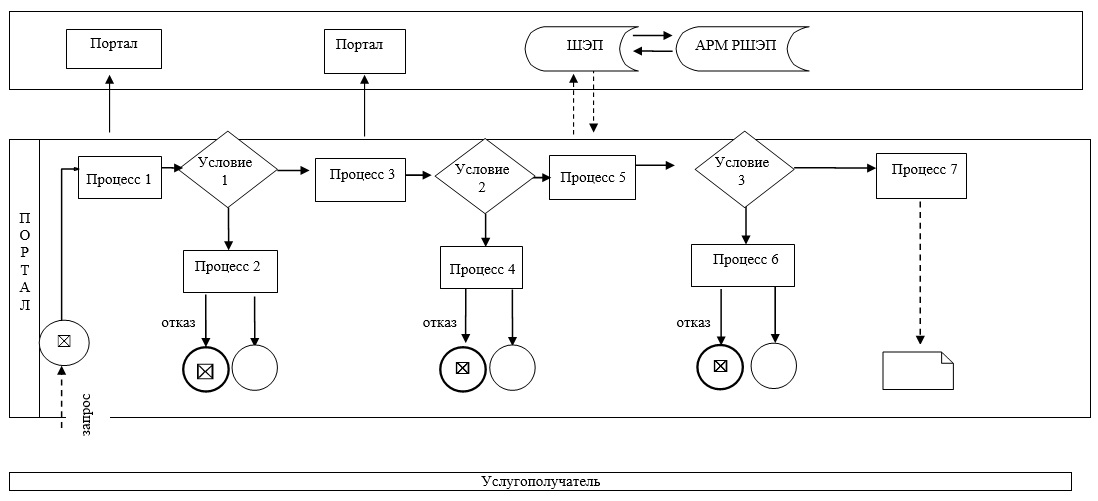 Портал
Портал
ШЭП
АРМ РШЭП
ПОРТАЛ
Процесс 1
Условие
1
Процесс 3
Условие
2
Процесс 5
Условие
3
Процесс 7
Процесс 2
Процесс 4
Процесс 6
отказ
отказ
отказ
запрос
Услугополучатель